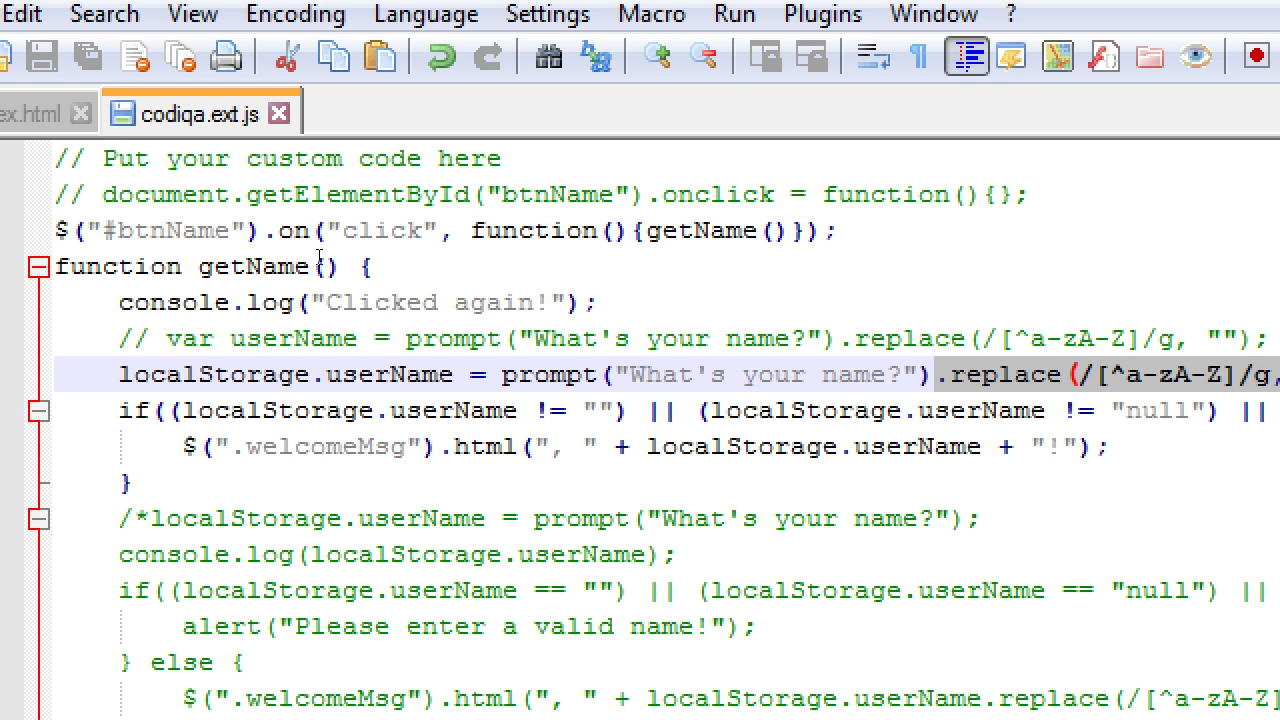 Edit Search View Encoding Language Settings Macro Run Plugins Window ?
ex.html codiqa.ext.js
// Put your custom code here
// document.getElementById("btnName").onclick = function(){};
$("#btnName").on("click", function(){getName()});
function getName() {
console.log("Clicked again!");
// var userName = prompt("What's your name?").replace(/[^a-zA-Z]/g, "");
localStorage.userName = prompt("What's your name?").replace(/[^a-zA-Z]/g,
if((localStorage.userName != "") || (localStorage.userName != "null") ||
$(".welcomeMsg").html(", " + localStorage.userName + "!");
}
/*localStorage.userName = prompt("What's your name?");
console.log(localStorage.userName);
if((localStorage.userName == "") || (localStorage.userName == "null") ||
alert("Please enter a valid name!");
} else {
$(".welcomeMsg").html(", " + localStorage.userName.replace(/[^a-zA-Z]